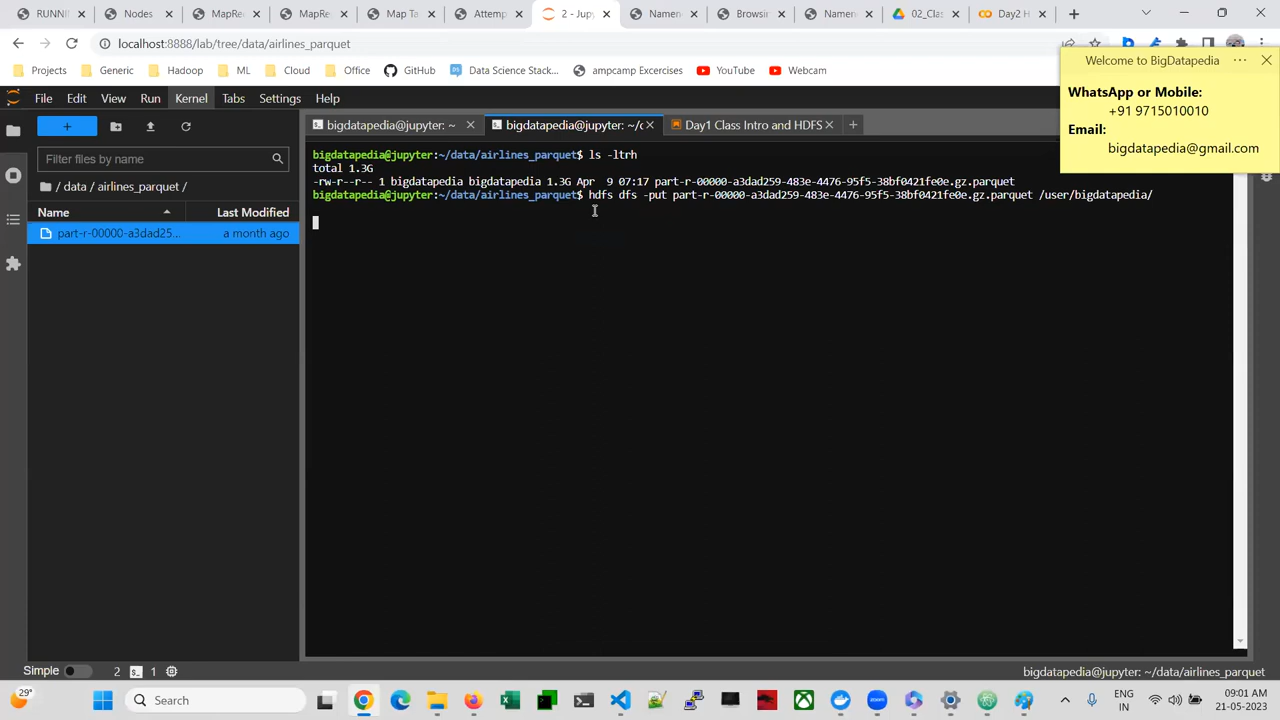 RUNNI
Nodes
MapRe
MapRe
Map Ta
Attemp
2 - Jupy
Namen
Browsin
Namen
02_Clas
Day2 H
localhost:8888/lab/tree/data/airlines_parquet
Projects
Generic
Hadoop
ML
Cloud
Office
GitHub
Data Science Stack...
ampcamp Excercises
YouTube
Webcam
Welcome to BigDatapedia
WhatsApp or Mobile:
+91 9715010010
Email:
bigdatapedia@gmail.com
File
Edit
View
Run
Kernel
Tabs
Settings
Help
bigdatapedia@jupyter: ~
bigdatapedia@jupyter: ~/c
Day1 Class Intro and HDFS
Filter files by name
/ data / airlines_parquet /
Name
Last Modified
part-r-00000-a3dad25...
a month ago
bigdatapedia@jupyter:~/data/airlines_parquet$ ls -ltrh
total 1.3G
-rw-r--r-- 1 bigdatapedia bigdatapedia 1.3G Apr  9 07:17 part-r-00000-a3dad259-483e-4476-95f5-38bf0421fe0e.gz.parquet
bigdatapedia@jupyter:~/data/airlines_parquet$ hdfs dfs -put part-r-00000-a3dad259-483e-4476-95f5-38bf0421fe0e.gz.parquet /user/bigdatapedia/
Simple
2
1
bigdatapedia@jupyter: ~/data/airlines_parquet
29°
Search
ENG
IN
09:01 AM
21-05-2023